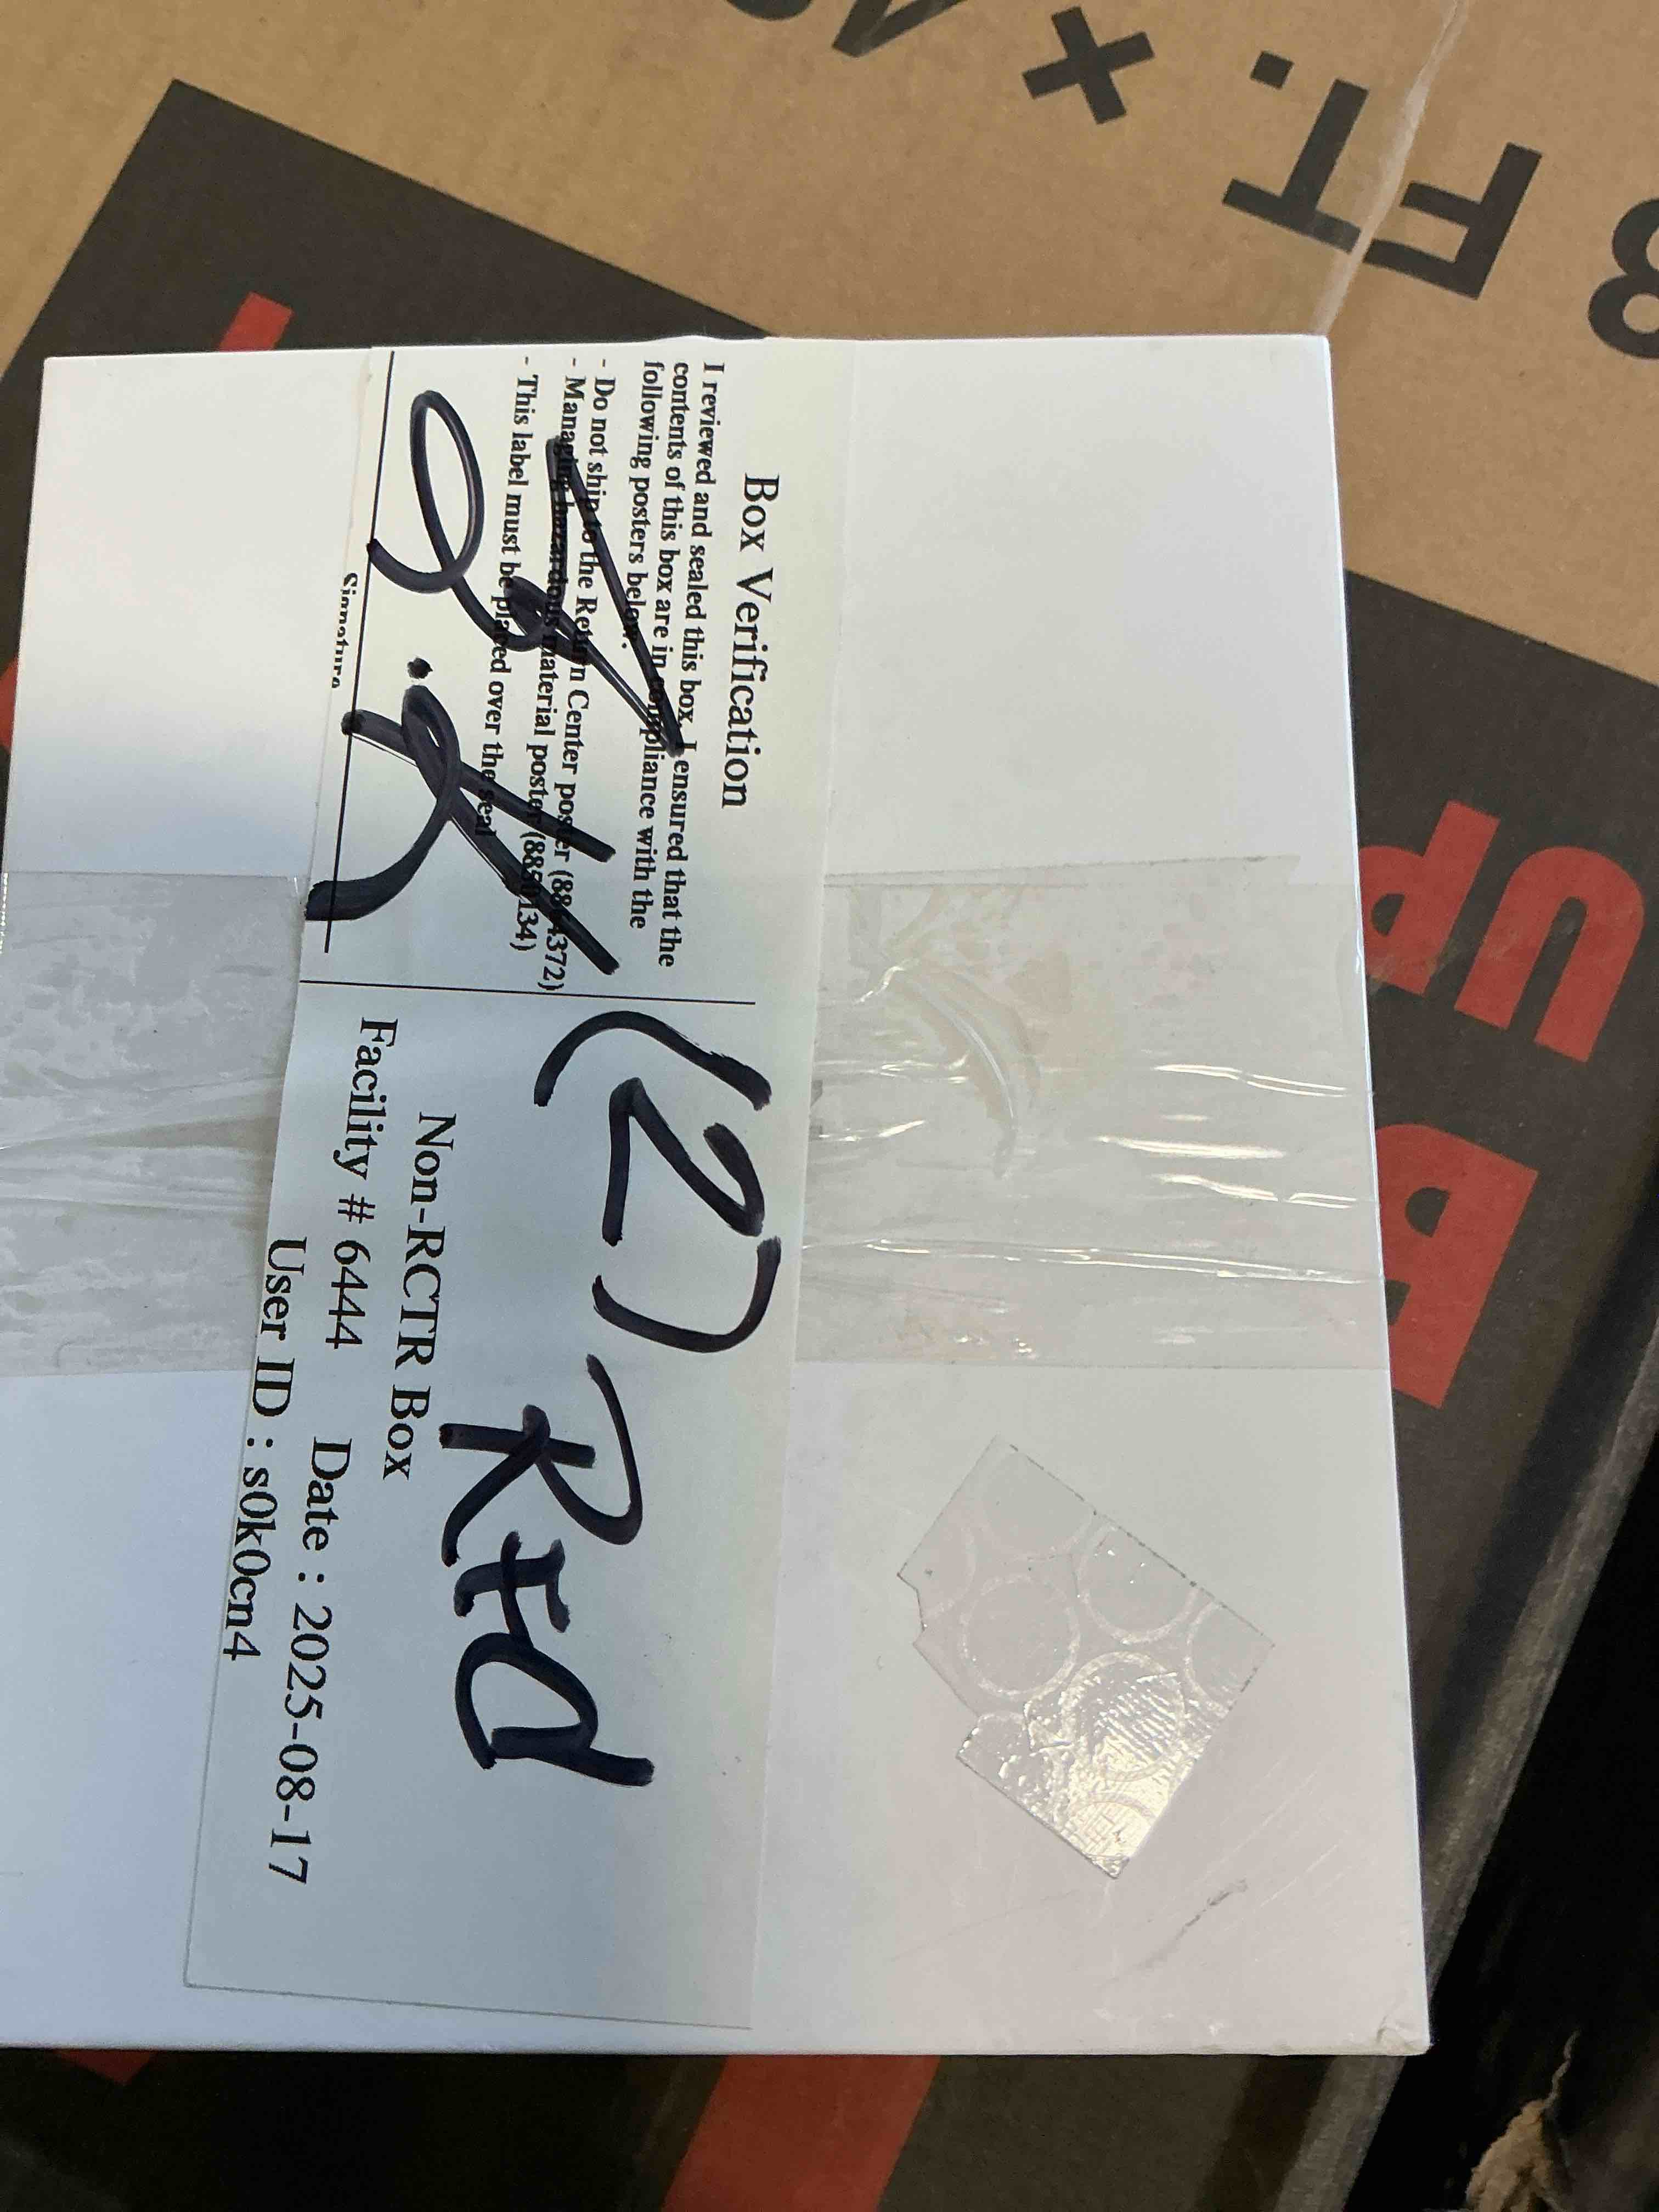 Box Verification
I reviewed and sealed this box. I ensured that the
contents of this box are in compliance with the
following posters below:
- Do not ship to the Return Center poster
- Managing hazardous material poster
- This label must be placed over the seal
Signature
(2) RFd
Non-RCTR Box
Facility # 6444 Date : 2025-08-17
User ID : s0k0cn4
FT. ×
UP